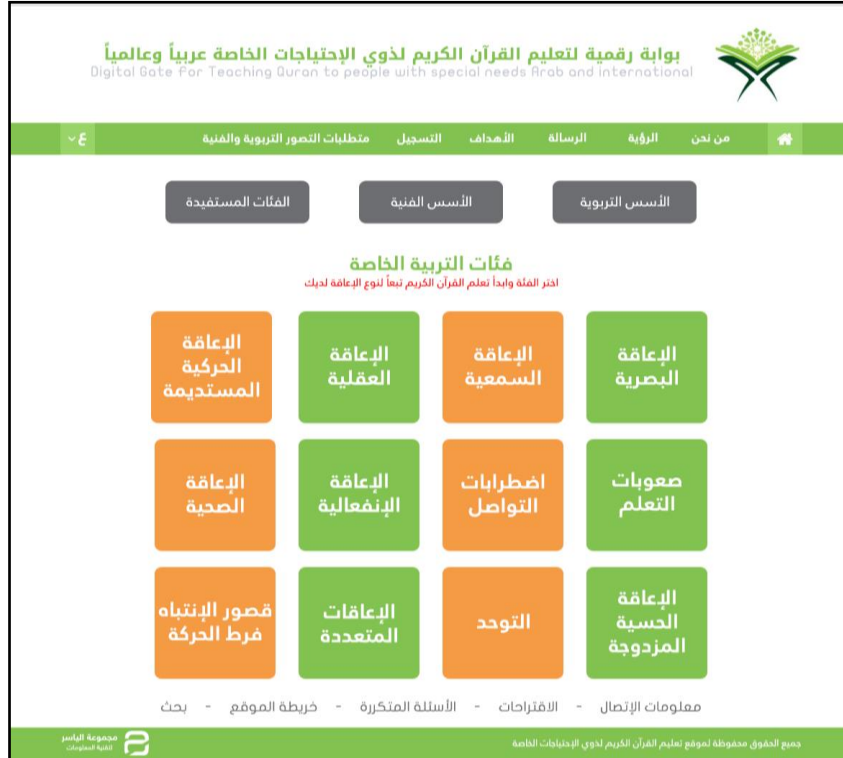 بوابة رقمية لتعليم القرآن الكريم لذوي الإحتياجات الخاصة عربياً وعالمياً
Digital Gate For Teaching Quran to people with special needs Arab and international
من نحن الرؤية الرسالة الأهداف التسجيل متطلبات التصور التربوية والفنية ع
الأسس التربوية الأسس الفنية الفئات المستفيدة
فئات التربية الخاصة
اختر الفئة وابدأ تعلم القرآن الكريم تبعاً لنوع الإعاقة لديك
الإعاقة
البصرية
الإعاقة
السمعية
الإعاقة
العقلية
الإعاقة
الحركية
المستديمة
صعوبات
التعلم
اضطرابات
التواصل
الإعاقة
الإنفعالية
الإعاقة
الصحية
الإعاقة
الحسية
المزدوجة
التوحد
الإعاقات
المتعددة
قصور الإنتباه
فرط الحركة
معلومات الإتصال - الاقتراحات - الأسئلة المتكررة - خريطة الموقع - بحث
جميع الحقوق محفوظة لموقع تعليم القرآن الكريم لذوي الإحتياجات الخاصة
مجموعة الياسر
لتقنية المعلومات